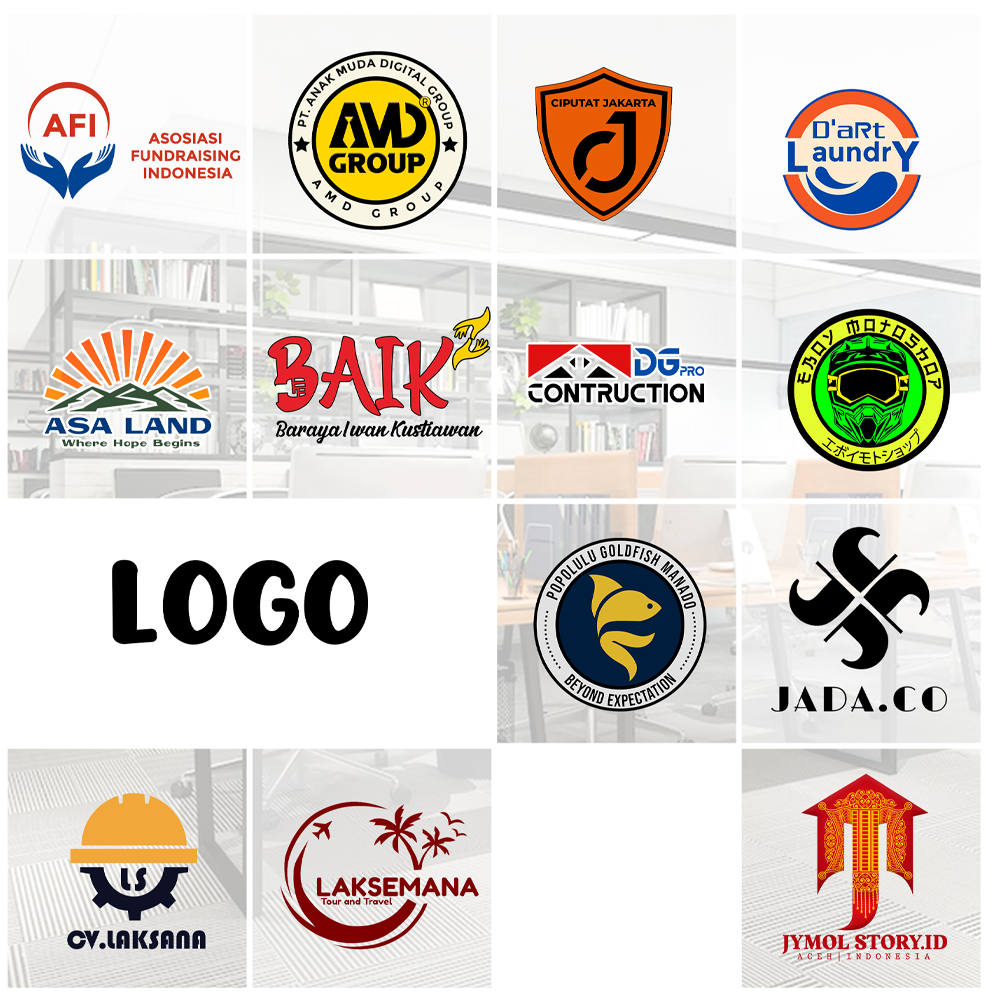 AFI
ASOSIASI
FUNDRAISING
INDONESIA
PT. ANAK MUDA DIGITAL GROUP
AMD®
GROUP
AMD GROUP
CIPUTAT JAKARTA
D'aRt
LaundrY
ASA LAND
Where Hope Begins
BAIK
Baraya Iwan Kustiawan
DG PRO
CONTRUCTION
EBOY MOTOSHOP
エボイモトショップ
LOGO
POPOLULU GOLDFISH MANADO
BEYOND EXPECTATION
JADA.CO
LS
CV.LAKSANA
LAKSEMANA
Tour and Travel
JYMOL STORY.ID
ACEH | INDONESIA